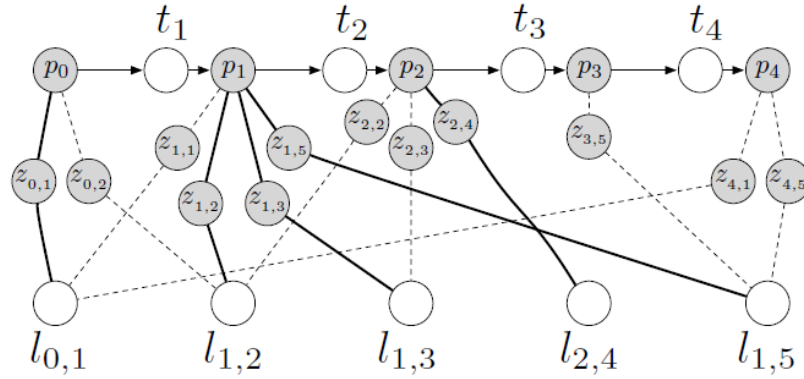 t₁ t₂ t₃ t₄
p₀ p₁ p₂ p₃ p₄
z₂,₂ z₂,₄
z₁,₁ z₁,₅ z₂,₃ z₃,₅
z₀,₁ z₀,₂ z₄,₁ z₄,₅
z₁,₂ z₁,₃
l₀,₁ l₁,₂ l₁,₃ l₂,₄ l₁,₅